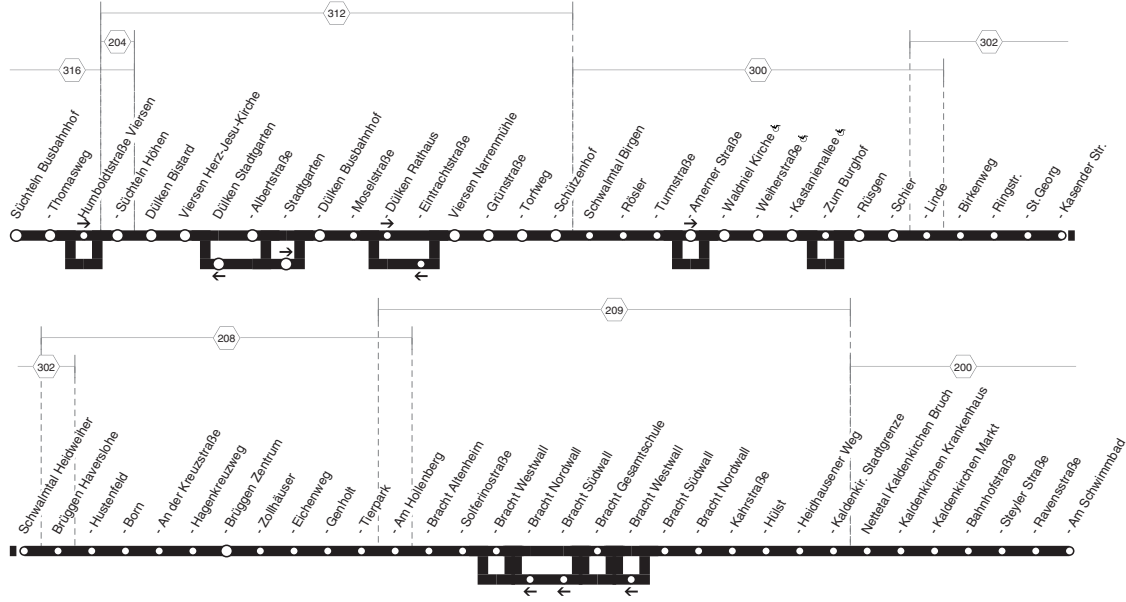 312
204
302
316
300
Süchteln Busbahnhof
- Thomasweg
- Humboldtstraße Viersen
- Süchteln Höhen
Dülken Bistard
Viersen Herz-Jesu-Kirche
Dülken Stadtgarten
- Albertstraße
- Stadtgarten
- Dülken Busbahnhof
- Moselstraße
- Dülken Rathaus
- Eintrachtstraße
Viersen Narrenmühle
- Grünstraße
- Torfweg
- Schützenhof
Schwalmtal Birgen
- Rösler
- Turmstraße
- Amerner Straße
- Waldniel Kirche
- Weiherstraße
- Kastanienallee
- Zum Burghof
- Rüsgen
- Schier
- Linde
- Birkenweg
- Ringstr.
- St.Georg
- Kasender Str.
209
208
302
200
Schwalmtal Heidweiher
Brüggen Haverslohe
- Hustenfeld
- Born
- An der Kreuzstraße
- Hagenkreuzweg
Brüggen Zentrum
- Zollhäuser
- Eichenweg
- Genholt
- Tierpark
- Am Hollenberg
- Bracht Altenheim
- Solferinostraße
- Bracht Westwall
- Bracht Nordwall
- Bracht Südwall
- Bracht Gesamtschule
- Bracht Westwall
- Bracht Südwall
- Bracht Nordwall
- Kahrstraße
- Hülst
- Heidhausener Weg
- Kaldenkir. Stadtgrenze
Nettetal Kaldenkirchen Bruch
- Kaldenkirchen Krankenhaus
- Kaldenkirchen Markt
- Bahnhofstraße
- Steyler Straße
- Ravensstraße
- Am Schwimmbad